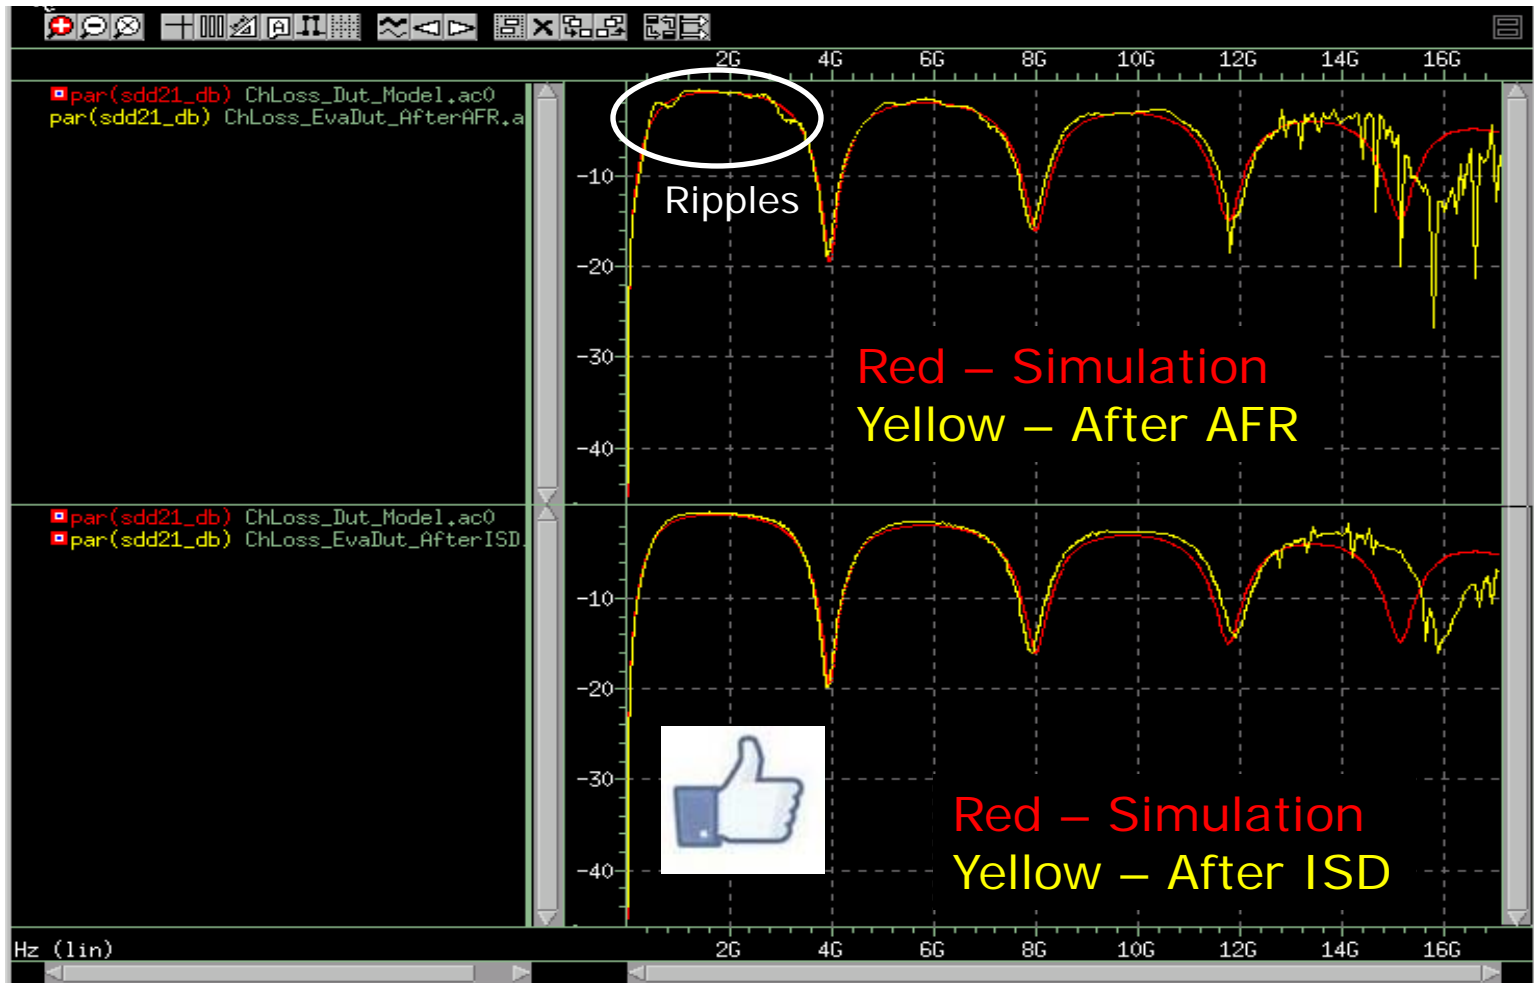 2G 4G 6G 8G 10G 12G 14G 16G
par(sdd21_db) ChLoss_Dut_Model.ac0
par(sdd21_db) ChLoss_EvaDut_AfterAFR.a
Ripples
-10
-20
-30
-40
Red – Simulation
Yellow – After AFR
par(sdd21_db) ChLoss_Dut_Model.ac0
par(sdd21_db) ChLoss_EvaDut_AfterISD.
-10
-20
-30
-40
Red – Simulation
Yellow – After ISD
Hz (lin)
2G 4G 6G 8G 10G 12G 14G 16G